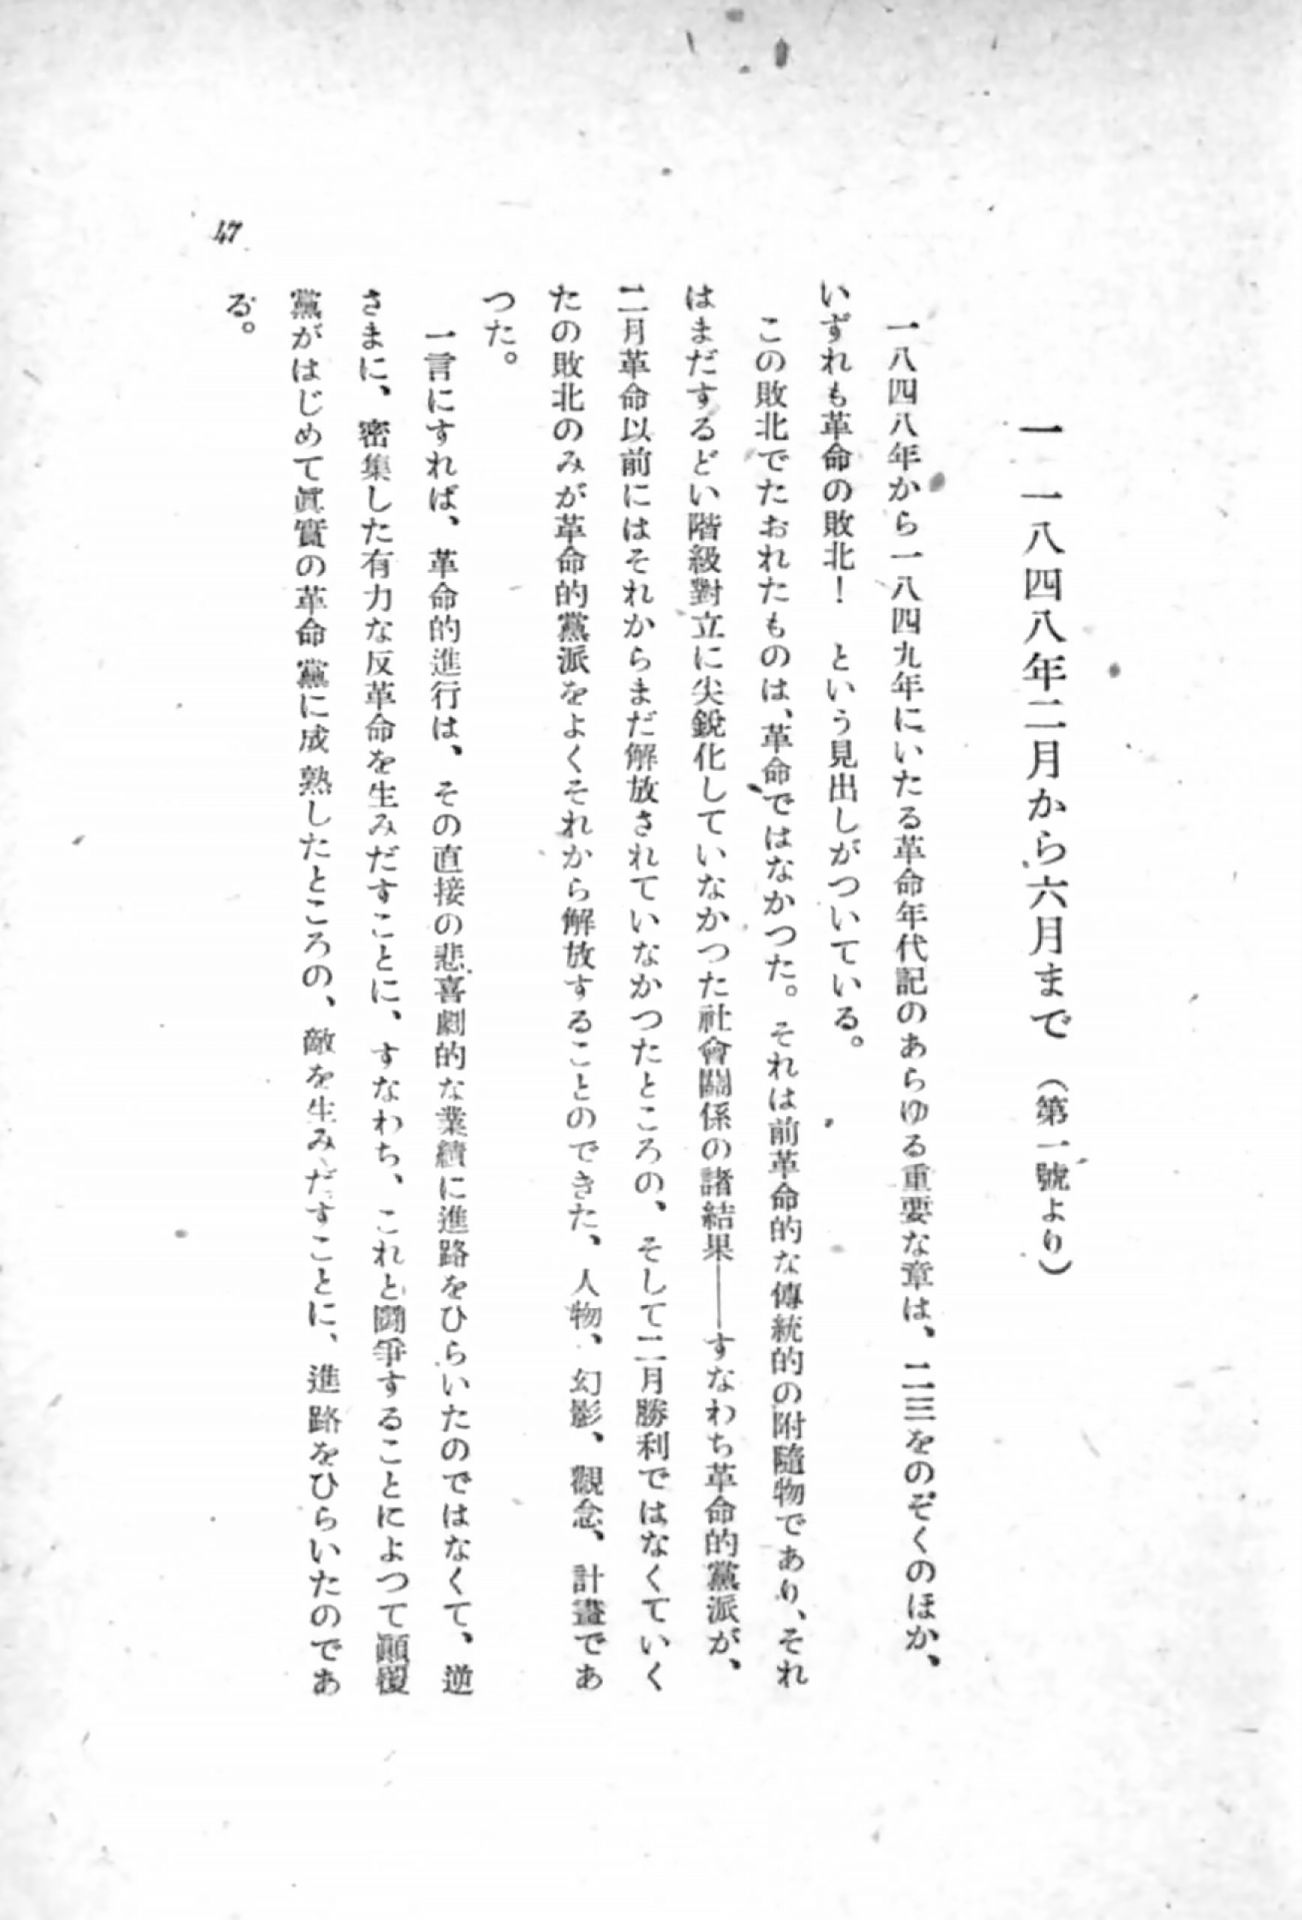 一　一八四八年二月から六月まで（第一號より）
一八四八年から一八四九年にいたる革命年代記のあらゆる重要な章は、二三をのぞくのほか、
いずれも革命の敗北！　という見出しがついている。
この敗北でたおれたものは、革命ではなかつた。それは前革命的な傳統的の附隨物であり、それ
はまだするどい階級對立に尖鋭化していなかつた社會關係の諸結果――すなわち革命的黨派が、
二月革命以前にはそれからまだ解放されていなかつたところの、そして二月勝利ではなくていく
たの敗北のみが革命的黨派をよくそれから解放することのできた、人物、幻影、觀念、計畫であ
つた。
一言にすれば、革命的進行は、その直接の悲喜劇的な業績に進路をひらいたのではなくて、逆
さまに、密集した有力な反革命を生みだすことに、すなわち、これと鬪爭することによつて顚覆
黨がはじめて眞實の革命黨に成熟したところの、敵を生みだすことに、進路をひらいたのであ
る。
47